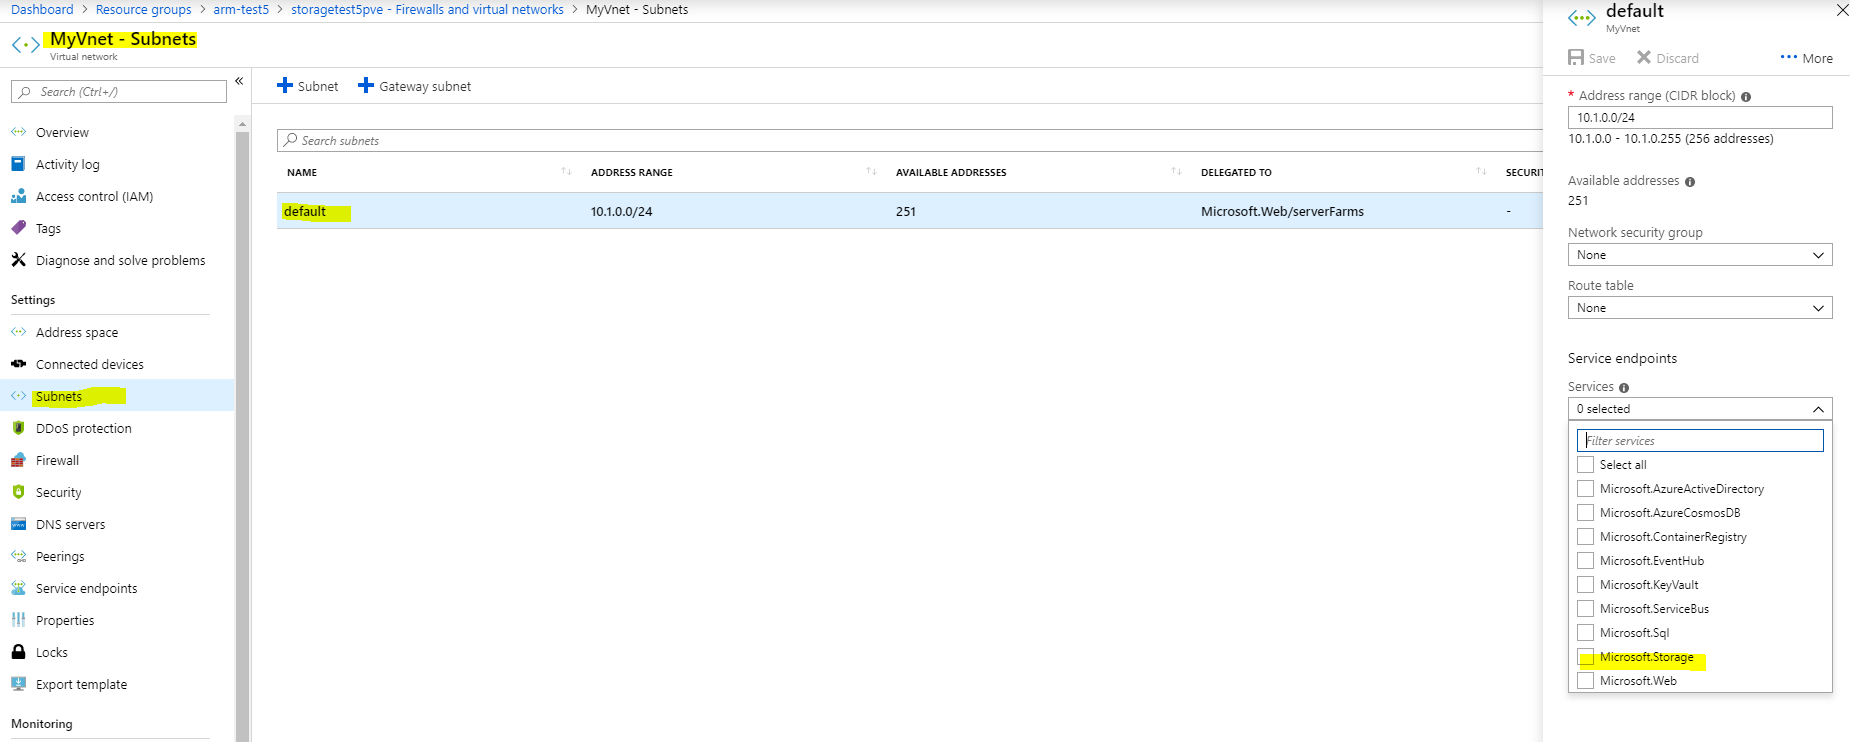 Dashboard > Resource groups > arm-test5 > storagetest5pve - Firewalls and virtual networks > MyVnet - Subnets
MyVnet - Subnets
Virtual network
Search (Ctrl+/)
«
Overview
Activity log
Access control (IAM)
Tags
Diagnose and solve problems
Settings
Address space
Connected devices
Subnets
DDoS protection
Firewall
Security
DNS servers
Peerings
Service endpoints
Properties
Locks
Export template
Monitoring
+ Subnet + Gateway subnet
Search subnets
NAME ADDRESS RANGE AVAILABLE ADDRESSES DELEGATED TO SECURIT
default 10.1.0.0/24 251 Microsoft.Web/serverFarms -
default
MyVnet
Save Discard ··· More
* Address range (CIDR block)
10.1.0.0/24
10.1.0.0 - 10.1.0.255 (256 addresses)
Available addresses
251
Network security group
None
Route table
None
Service endpoints
Services
0 selected
Filter services
Select all
Microsoft.AzureActiveDirectory
Microsoft.AzureCosmosDB
Microsoft.ContainerRegistry
Microsoft.EventHub
Microsoft.KeyVault
Microsoft.ServiceBus
Microsoft.Sql
Microsoft.Storage
Microsoft.Web